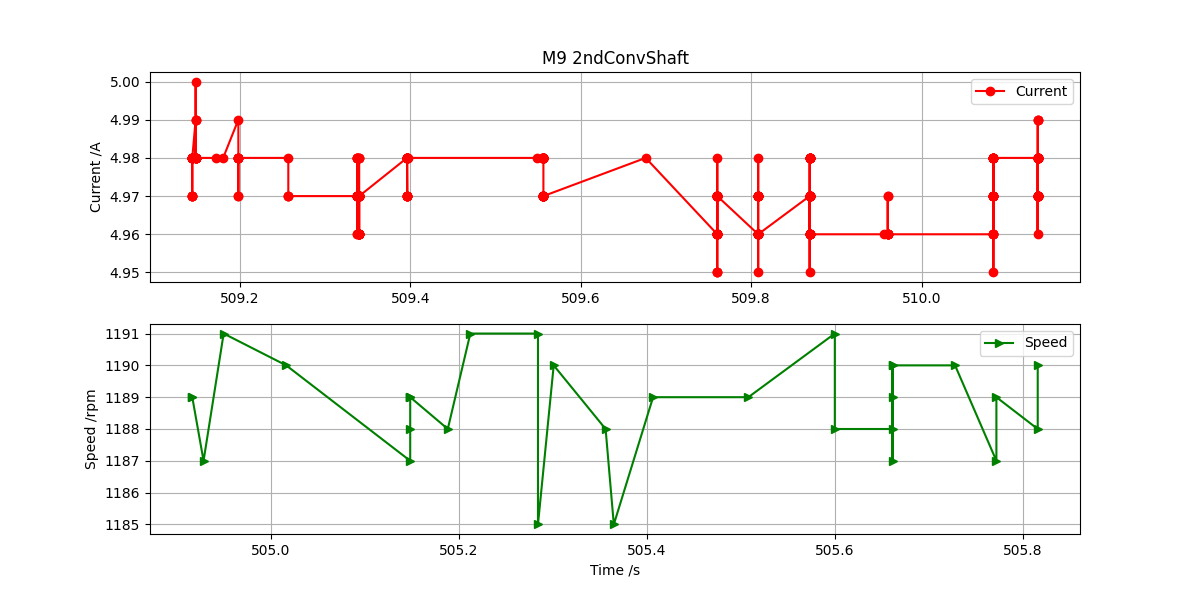 M9 2ndConvShaft
5.00
4.99
4.98
4.97
4.96
4.95
Current /A
Current
509.2 509.4 509.6 509.8 510.0
1191
1190
1189
1188
1187
1186
1185
Speed /rpm
Speed
505.0 505.2 505.4 505.6 505.8
Time /s